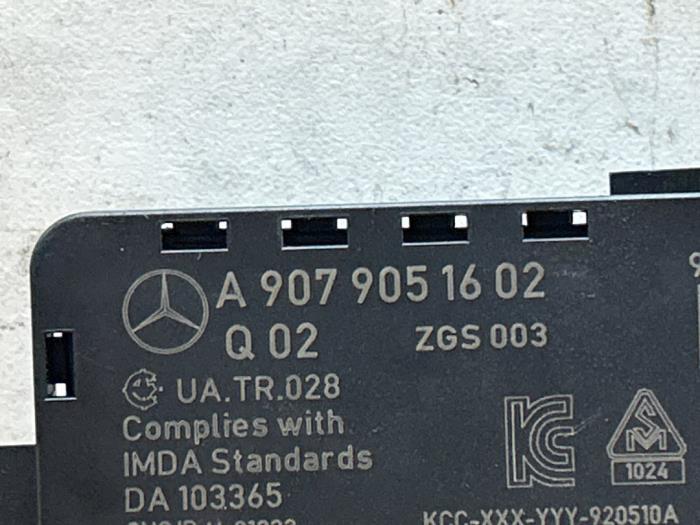 A 907 905 16 02
Q 02 ZGS 003
UA.TR.028
Complies with
IMDA Standards
DA 103365
SM
1024
KCC-XXX-YYY-920510A